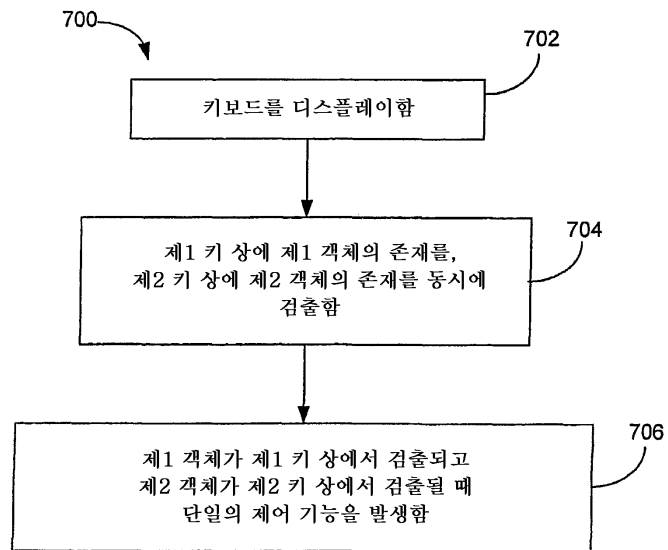 700
702
키보드를 디스플레이함
704
제1 키 상에 제1 객체의 존재를,
제2 키 상에 제2 객체의 존재를 동시에
검출함
706
제1 객체가 제1 키 상에서 검출되고
제2 객체가 제2 키 상에서 검출될 때
단일의 제어 기능을 발생함